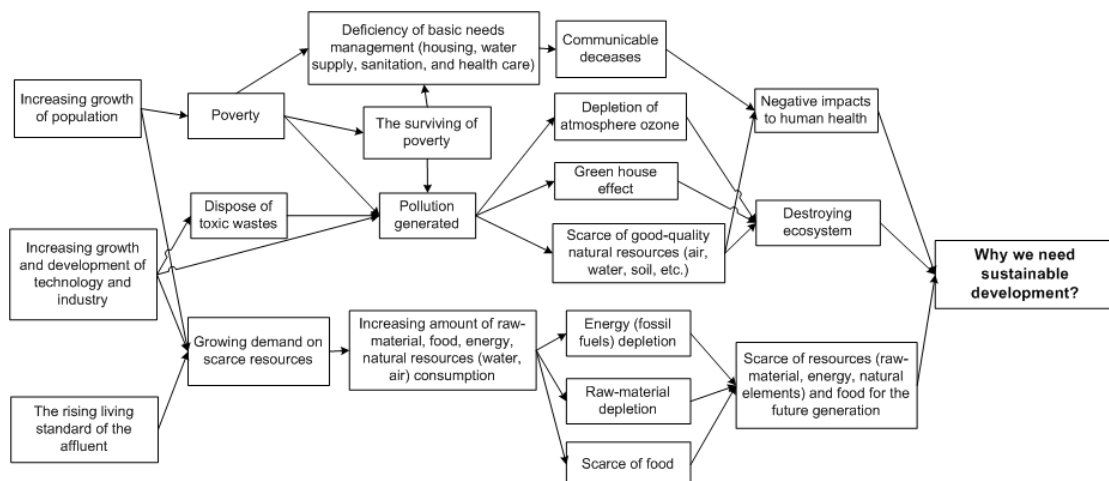 Increasing growth
of population
Increasing growth
and development of
technology and
industry
The rising living
standard of the
affluent
Poverty
Dispose of
toxic wastes
Growing demand on
scarce resources
Deficiency of basic needs
management (housing, water
supply, sanitation, and health care)
The surviving of
poverty
Pollution
generated
Increasing amount of raw-
material, food, energy,
natural resources (water,
air) consumption
Communicable
deceases
Depletion of
atmosphere ozone
Green house
effect
Scarce of good-quality
natural resources (air,
water, soil, etc.)
Energy (fossil
fuels) depletion
Raw-material
depletion
Scarce of food
Negative impacts
to human health
Destroying
ecosystem
Scarce of resources (raw-
material, energy, natural
elements) and food for the
future generation
Why we need
sustainable
development?